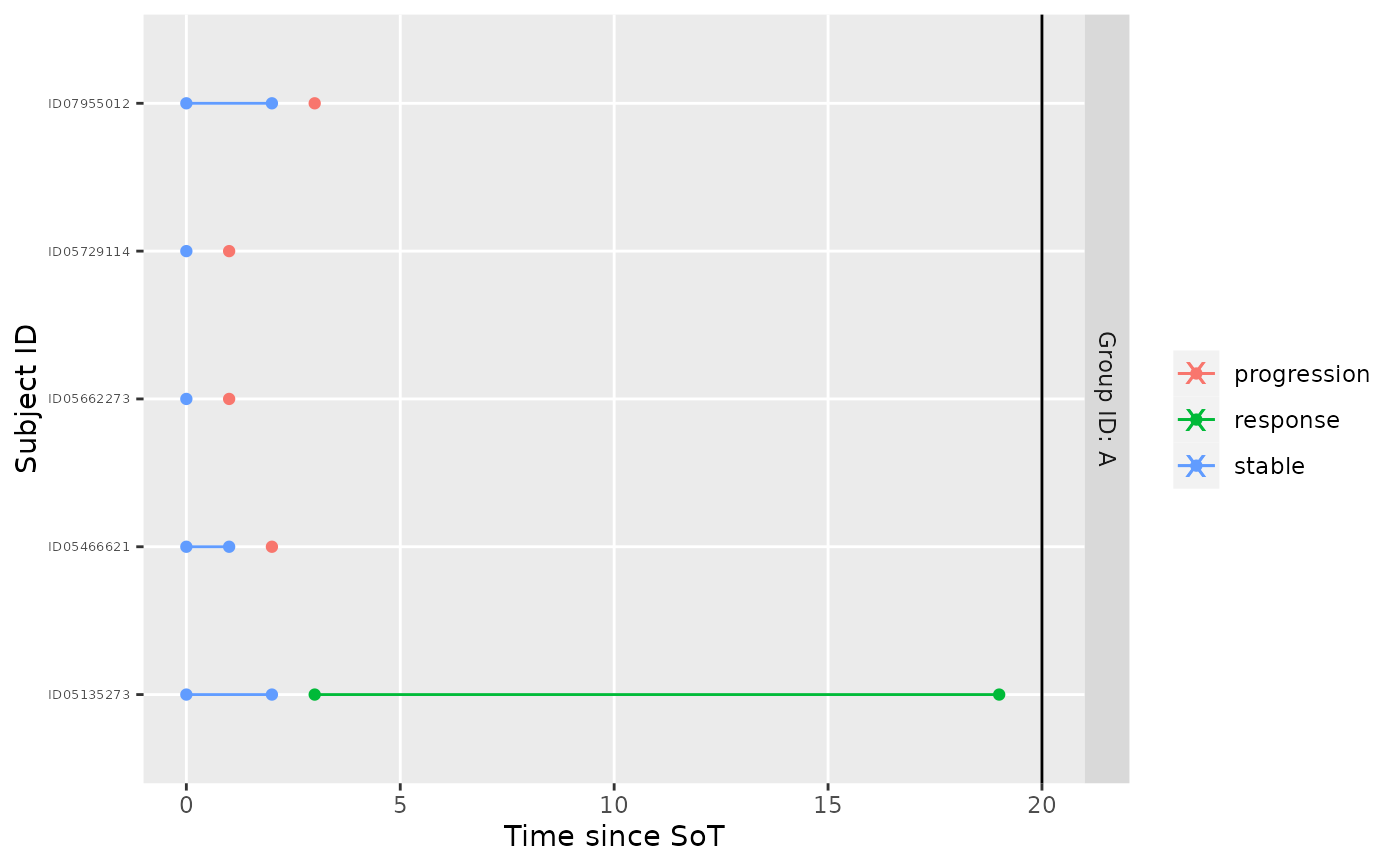 ID07955012
ID05729114
ID05662273
ID05466621
ID05135273
Subject ID
0
5
10
15
20
Time since SoT
Group ID: A
progression
response
stable